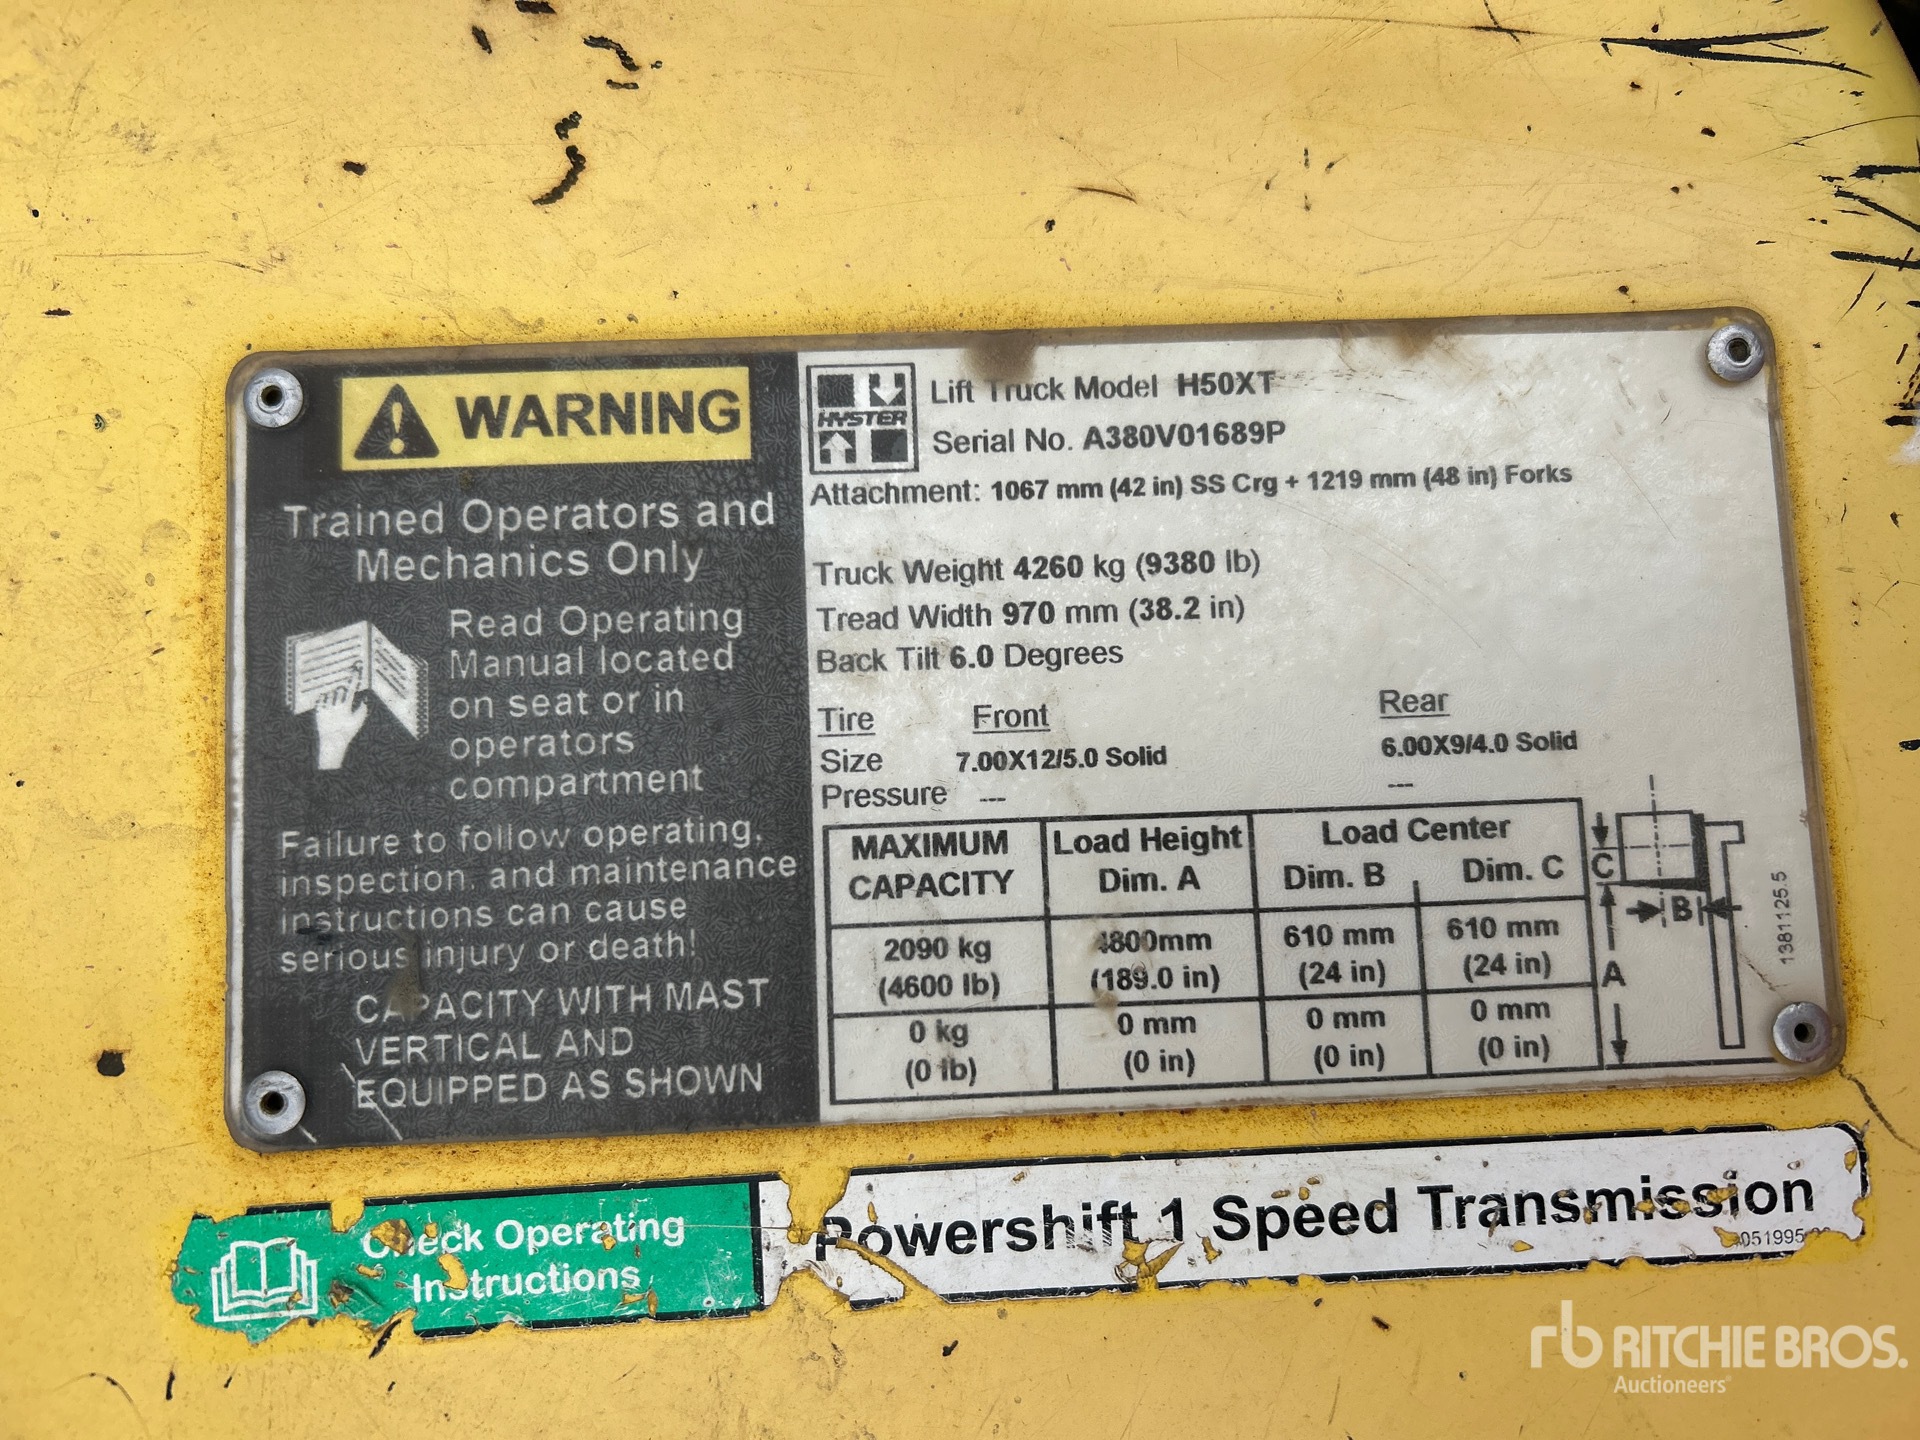 WARNING
Trained Operators and
Mechanics Only
Read Operating
Manual located
on seat or in
operators
compartment
Failure to follow operating,
inspection, and maintenance
instructions can cause
serious injury or death!
CAPACITY WITH MAST
VERTICAL AND
EQUIPPED AS SHOWN
HYSTER
Lift Truck Model H50XT
Serial No. A380V01689P
Attachment: 1067 mm (42 in) SS Crg + 1219 mm (48 in) Forks
Truck Weight 4260 kg (9380 lb)
Tread Width 970 mm (38.2 in)
Back Tilt 6.0 Degrees
Tire Front Rear
Size 7.00X12/5.0 Solid 6.00X9/4.0 Solid
Pressure --- ---
MAXIMUM Load Height Load Center
CAPACITY Dim. A Dim. B Dim. C
2090 kg 4800mm 610 mm 610 mm
(4600 lb) (189.0 in) (24 in) (24 in)
0 kg 0 mm 0 mm 0 mm
(0 lb) (0 in) (0 in) (0 in)
C
B
A
1381125.5
Check Operating
Instructions
Powershift 1 Speed Transmission
rb RITCHIE BROS.
Auctioneers